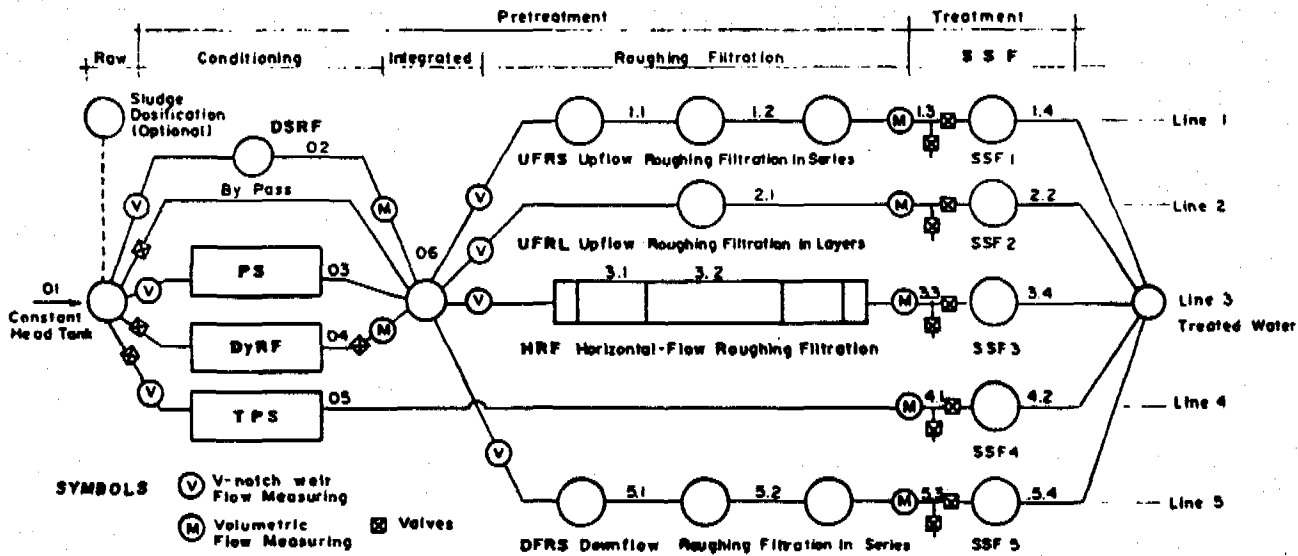 Pretreatment
Treatment
Raw
Conditioning
Integrated
Roughing Filtration
SSF
Sludge
Dosification
(Optional)
DSRF
02
By Pass
V
M
V
01
Constant
Head Tank
V
PS
03
DyRF
04
M
V
TPS
05
06
V
1.1
1.2
M
1.3
1.4
Line 1
UFRS Upflow Roughing Filtration in Series
SSF1
V
2.1
M
2.2
Line 2
UFRL Upflow Roughing Filtration in Layers
SSF2
V
3.1
3.2
M
3.3
3.4
Line 3
Treated Water
HRF Horizontal-Flow Roughing Filtration
SSF3
M
4.1
4.2
Line 4
SSF4
V
5.1
5.2
M
5.3
5.4
Line 5
DFRS Downflow Roughing Filtration in Series
SSF5
SYMBOLS
V V-notch weir
Flow Measuring
M Volumetric
Flow Measuring
Valves